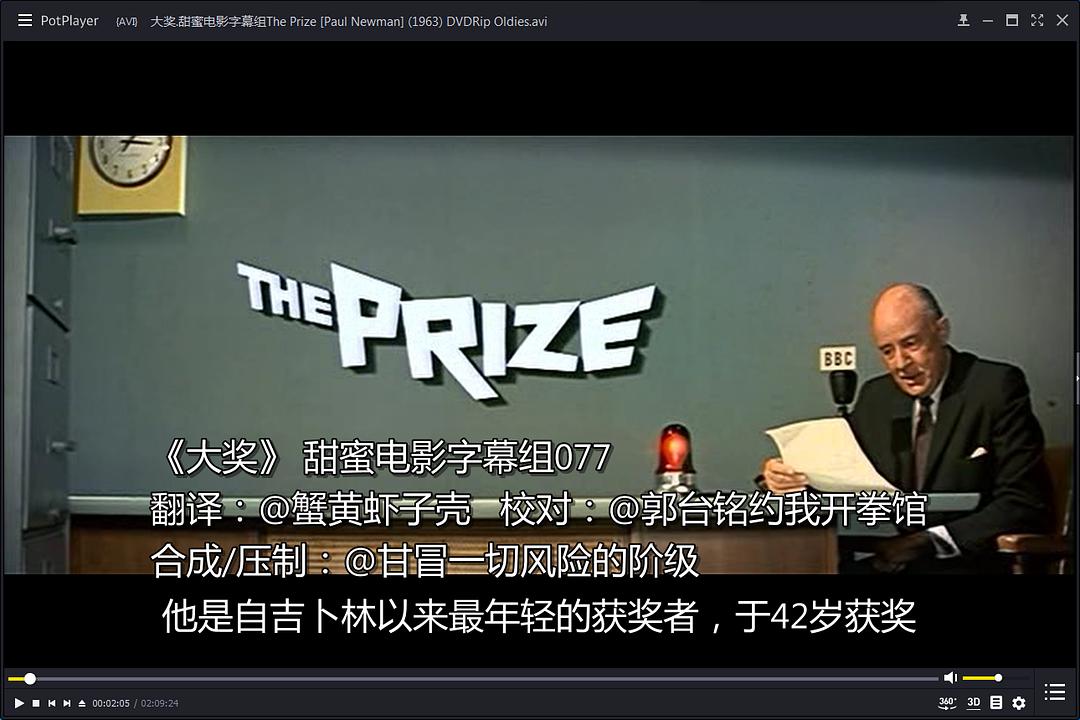 PotPlayer
[AVI]
大奖.甜蜜电影字幕组The Prize [Paul Newman] (1963) DVDRip Oldies.avi
THE PRIZE
BBC
《大奖》 甜蜜电影字幕组077
翻译：@蟹黄虾子壳 校对：@郭台铭约我开拳馆
合成/压制：@甘冒一切风险的阶级
他是自吉卜林以来最年轻的获奖者，于42岁获奖
00:02:05 / 02:09:24
360°
3D